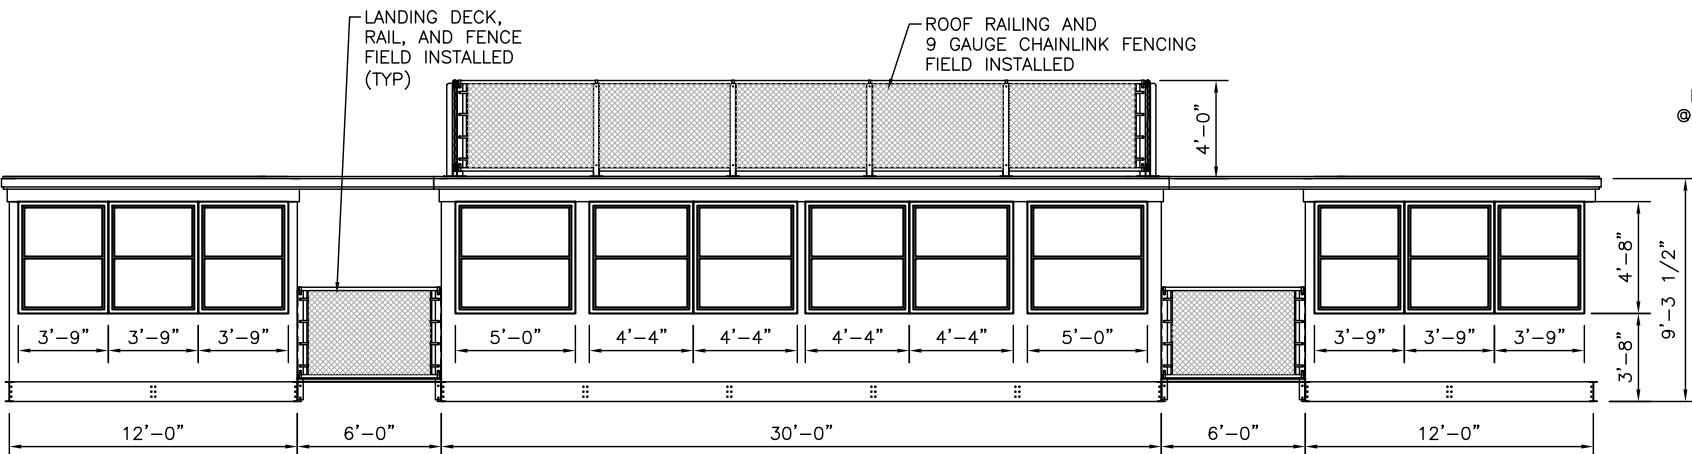 LANDING DECK,
RAIL, AND FENCE
FIELD INSTALLED
(TYP)
ROOF RAILING AND
9 GAUGE CHAINLINK FENCING
FIELD INSTALLED
4'-0"
@
3'-9" 3'-9" 3'-9" 5'-0" 4'-4" 4'-4" 4'-4" 4'-4" 5'-0" 3'-9" 3'-9" 3'-9"
4'-8"
3'-8"
9'-3 1/2"
12'-0" 6'-0" 30'-0" 6'-0" 12'-0"